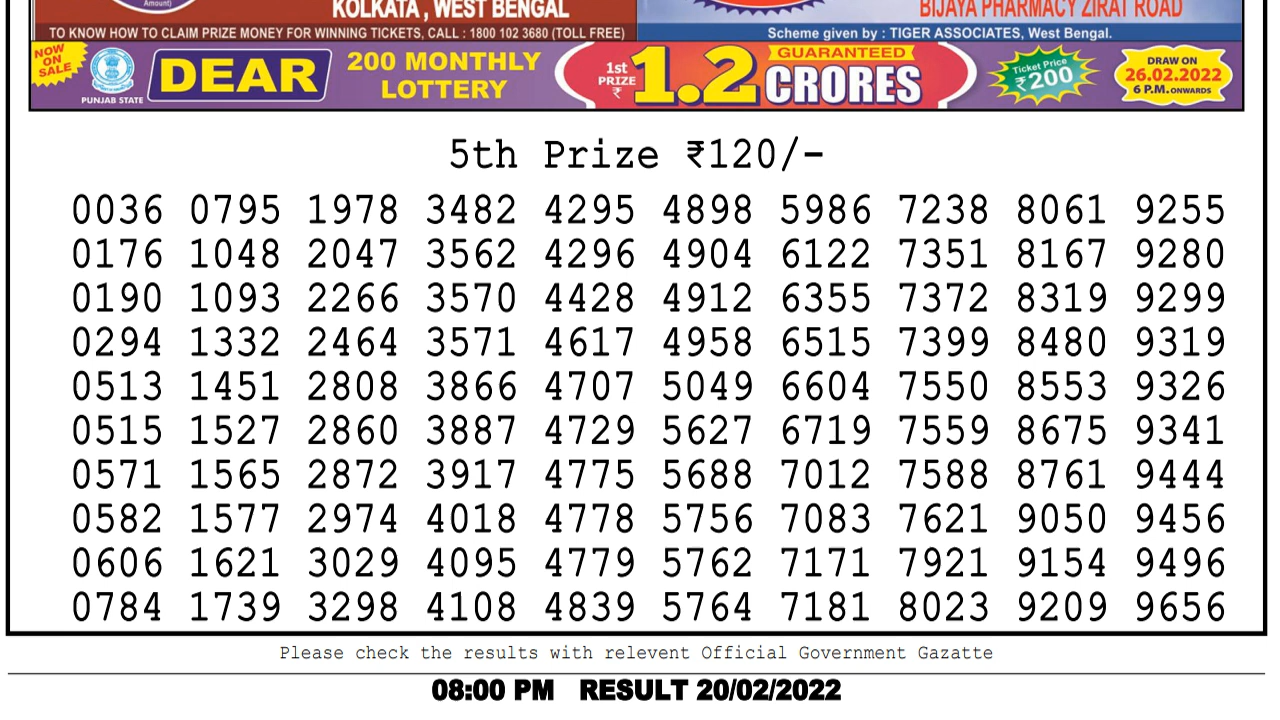 Amount)
KOLKATA , WEST BENGAL
BIJAYA PHARMACY ZIRAT ROAD
TO KNOW HOW TO CLAIM PRIZE MONEY FOR WINNING TICKETS, CALL : 1800 102 3680 (TOLL FREE)
Scheme given by : TIGER ASSOCIATES, West Bengal.
NOW ON SALE
PUNJAB STATE
DEAR
200 MONTHLY
LOTTERY
1st PRIZE ₹
1.2
GUARANTEED
CRORES
Ticket Price
₹200
DRAW ON
26.02.2022
6 P.M. ONWARDS
5th Prize ₹120/-
0036 0795 1978 3482 4295 4898 5986 7238 8061 9255
0176 1048 2047 3562 4296 4904 6122 7351 8167 9280
0190 1093 2266 3570 4428 4912 6355 7372 8319 9299
0294 1332 2464 3571 4617 4958 6515 7399 8480 9319
0513 1451 2808 3866 4707 5049 6604 7550 8553 9326
0515 1527 2860 3887 4729 5627 6719 7559 8675 9341
0571 1565 2872 3917 4775 5688 7012 7588 8761 9444
0582 1577 2974 4018 4778 5756 7083 7621 9050 9456
0606 1621 3029 4095 4779 5762 7171 7921 9154 9496
0784 1739 3298 4108 4839 5764 7181 8023 9209 9656
Please check the results with relevent Official Government Gazatte
08:00 PM RESULT 20/02/2022